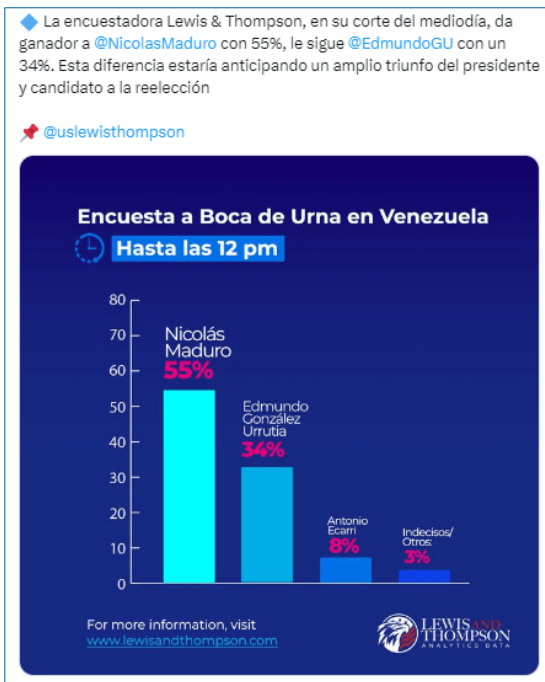 La encuestadora Lewis & Thompson, en su corte del mediodía, da
ganador a @NicolasMaduro con 55%, le sigue @EdmundoGU con un
34%. Esta diferencia estaría anticipando un amplio triunfo del presidente
y candidato a la reelección
@uslewisthompson
Encuesta a Boca de Urna en Venezuela
Hasta las 12 pm
80
70
60
50
40
30
20
10
0
Nicolás
Maduro
55%
Edmundo
González
Urrutia
34%
Antonio
Ecarri
8%
Indecisos/
Otros:
3%
For more information, visit
www.lewisandthompson.com
LEWIS AND
THOMPSON
ANALYTICS DATA